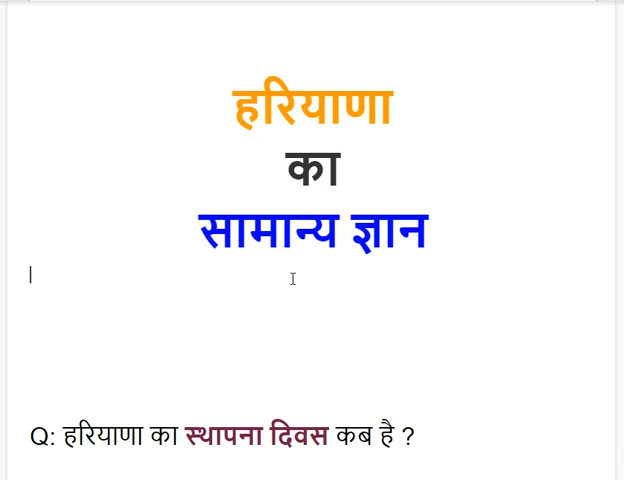 हरियाणा
का
सामान्य ज्ञान
Q: हरियाणा का स्थापना दिवस कब है ?